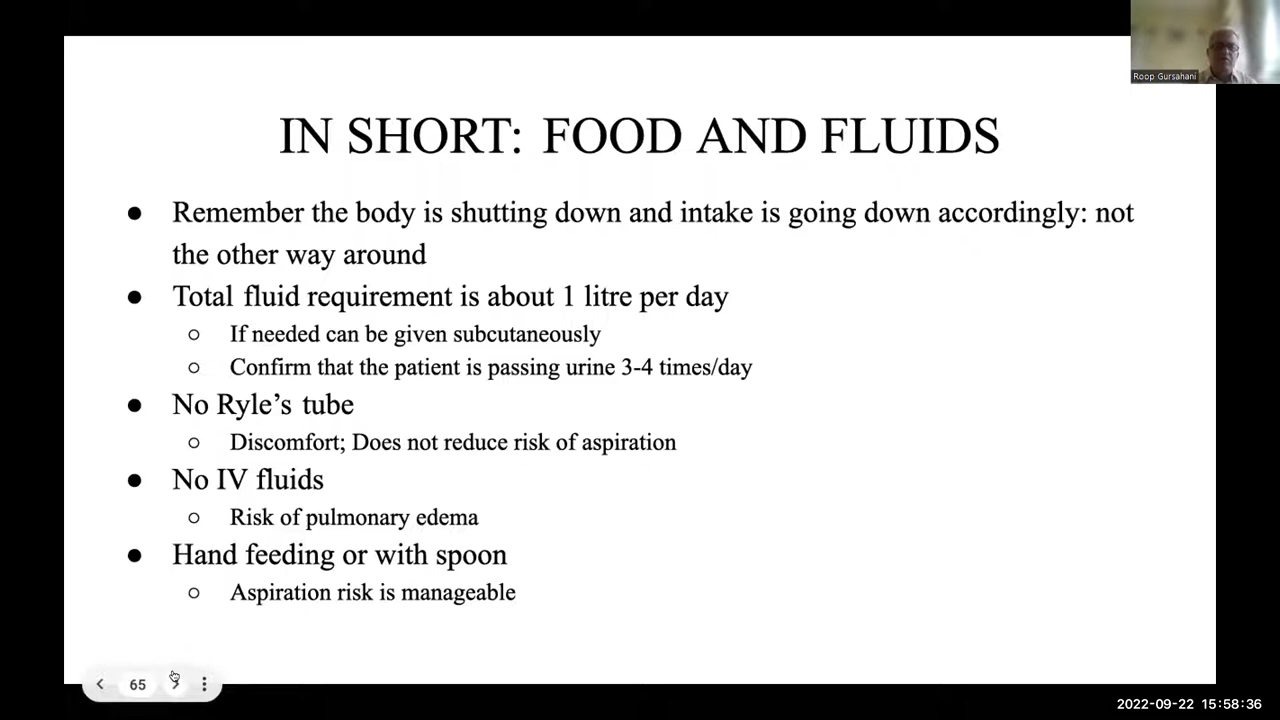 Roop Gursahani
IN SHORT: FOOD AND FLUIDS
● Remember the body is shutting down and intake is going down accordingly: not
the other way around
● Total fluid requirement is about 1 litre per day
○ If needed can be given subcutaneously
○ Confirm that the patient is passing urine 3-4 times/day
● No Ryle’s tube
○ Discomfort; Does not reduce risk of aspiration
● No IV fluids
○ Risk of pulmonary edema
● Hand feeding or with spoon
○ Aspiration risk is manageable
65
2022-09-22 15:58:36